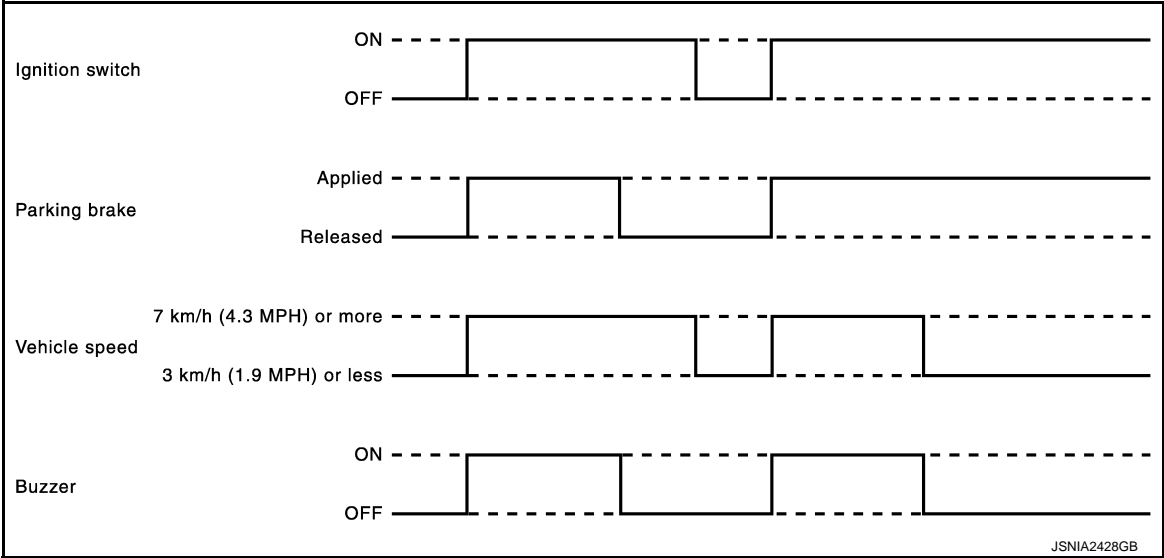 ON
Ignition switch
OFF
Applied
Parking brake
Released
7 km/h (4.3 MPH) or more
Vehicle speed
3 km/h (1.9 MPH) or less
ON
Buzzer
OFF
JSNIA2428GB